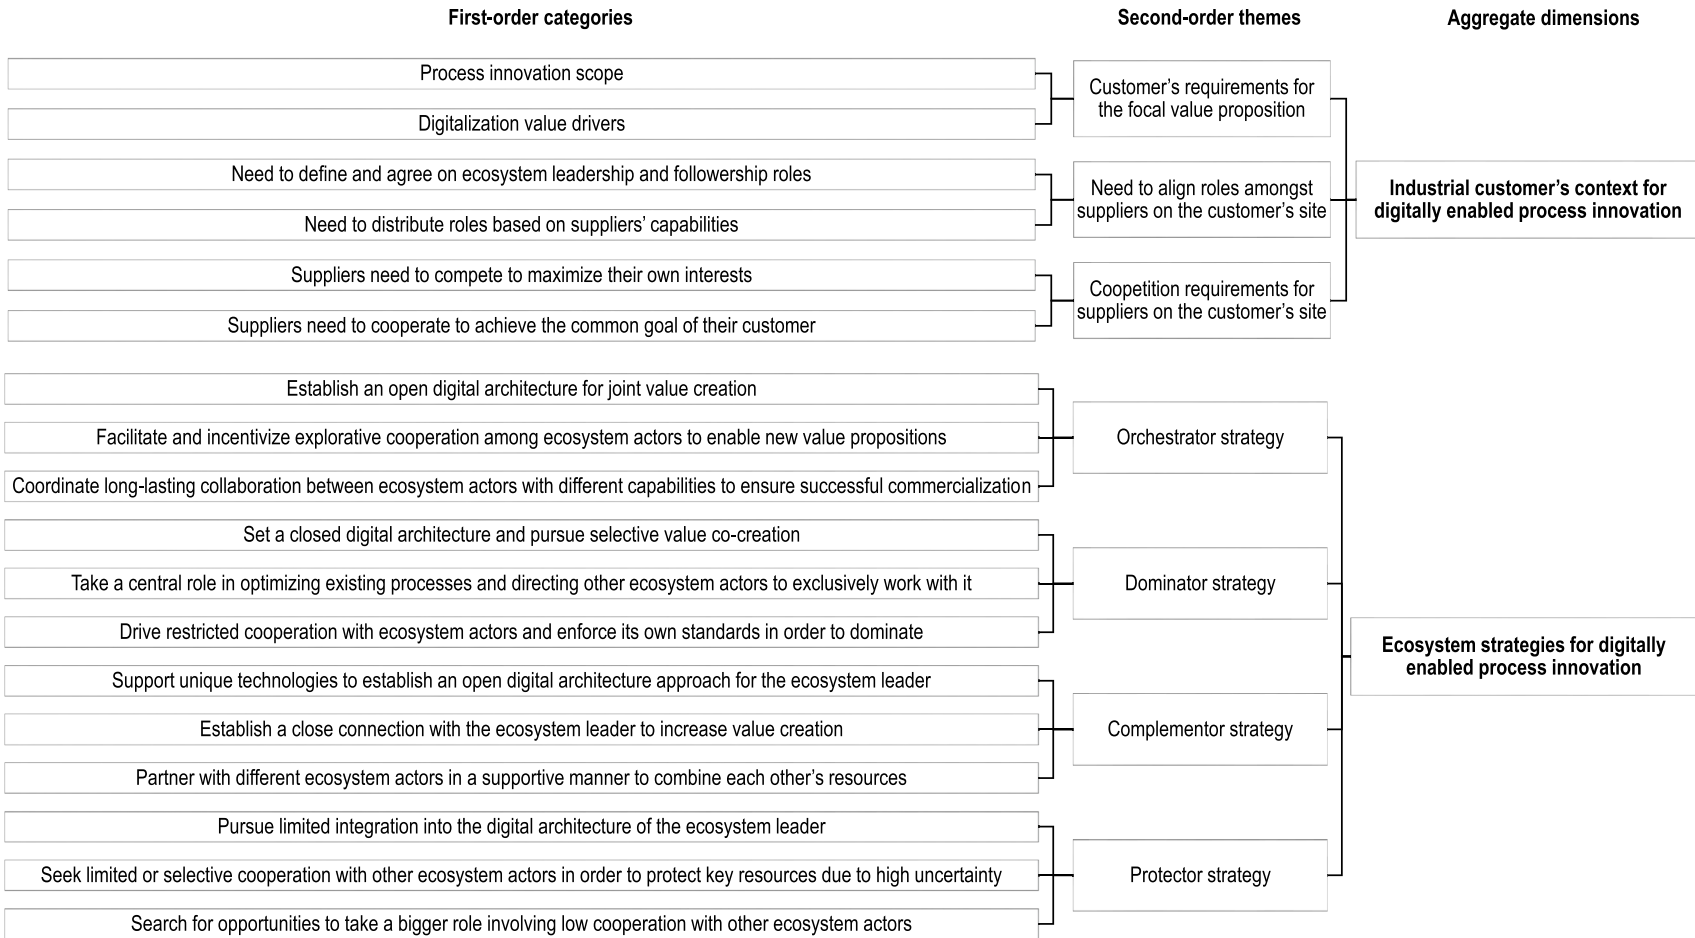 First-order categories
Second-order themes
Aggregate dimensions
Process innovation scope
Digitalization value drivers
Customer's requirements for
the focal value proposition
Need to define and agree on ecosystem leadership and followership roles
Need to distribute roles based on suppliers' capabilities
Need to align roles amongst
suppliers on the customer's site
Suppliers need to compete to maximize their own interests
Suppliers need to cooperate to achieve the common goal of their customer
Coopetition requirements for
suppliers on the customer's site
Industrial customer's context for
digitally enabled process innovation
Establish an open digital architecture for joint value creation
Facilitate and incentivize explorative cooperation among ecosystem actors to enable new value propositions
Coordinate long-lasting collaboration between ecosystem actors with different capabilities to ensure successful commercialization
Orchestrator strategy
Set a closed digital architecture and pursue selective value co-creation
Take a central role in optimizing existing processes and directing other ecosystem actors to exclusively work with it
Drive restricted cooperation with ecosystem actors and enforce its own standards in order to dominate
Dominator strategy
Support unique technologies to establish an open digital architecture approach for the ecosystem leader
Establish a close connection with the ecosystem leader to increase value creation
Partner with different ecosystem actors in a supportive manner to combine each other's resources
Complementor strategy
Pursue limited integration into the digital architecture of the ecosystem leader
Seek limited or selective cooperation with other ecosystem actors in order to protect key resources due to high uncertainty
Search for opportunities to take a bigger role involving low cooperation with other ecosystem actors
Protector strategy
Ecosystem strategies for digitally
enabled process innovation